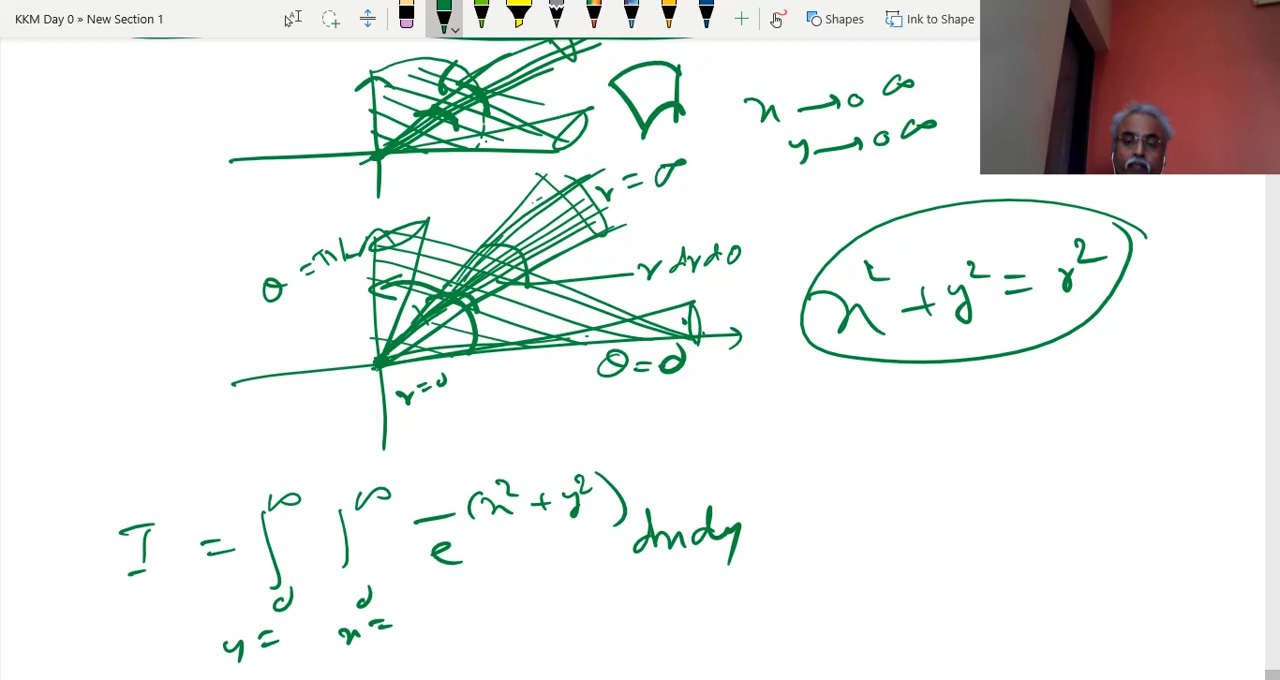 KKM Day 0 » New Section 1
Shapes
Ink to Shape
x → 0 ∞
y → 0 ∞
r = σ
θ = π/2
r dr dθ
x² + y² = r²
θ = 0
r = 0
I = ∫_{y=0}^{∞} ∫_{x=0}^{∞} e^{-(x² + y²)} dx dy